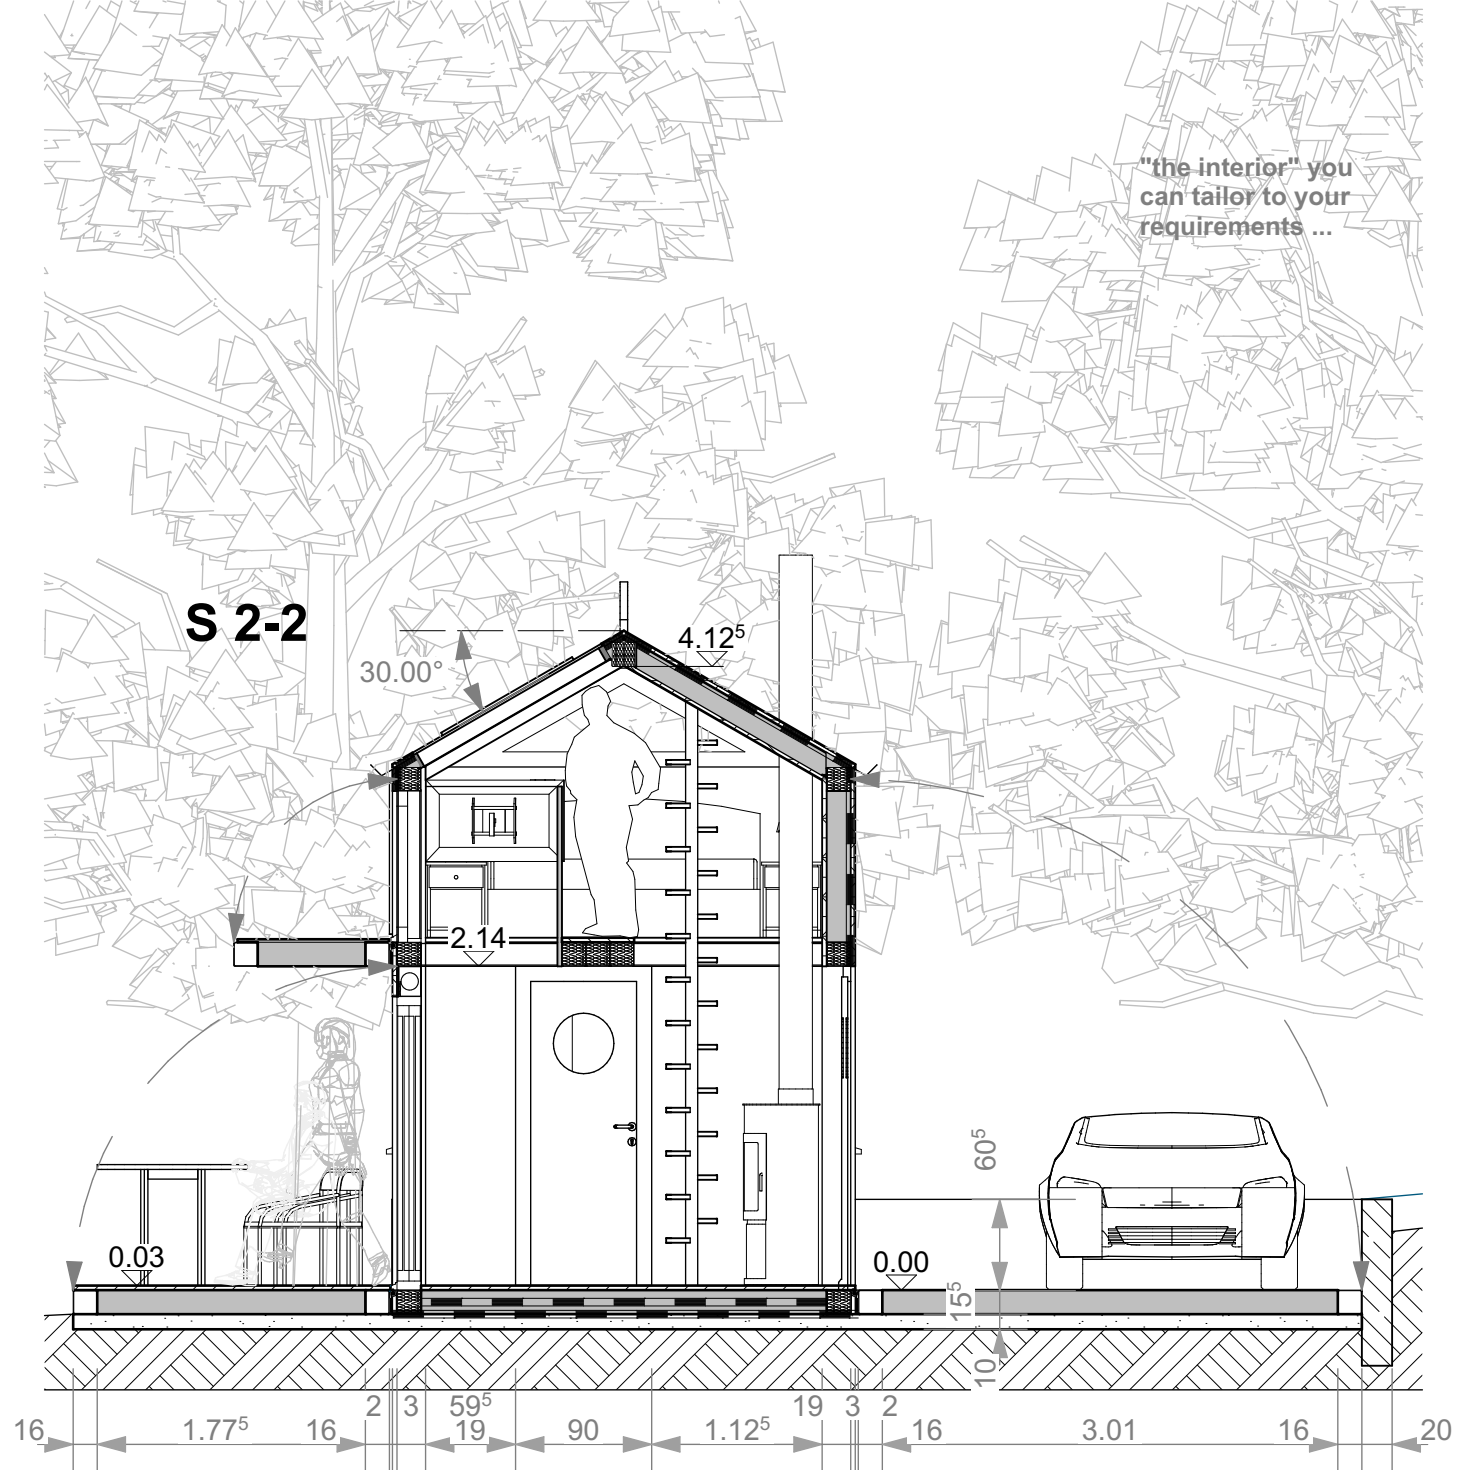 "the interior" you
can tailor to your
requirements ...
S 2-2
4.12⁵
30.00°
2.14
60⁵
0.03
0.00
15⁵
10
2 3 59⁵ 19 3 2
16 1.77⁵ 16 19 90 1.12⁵ 16 3.01 16 20